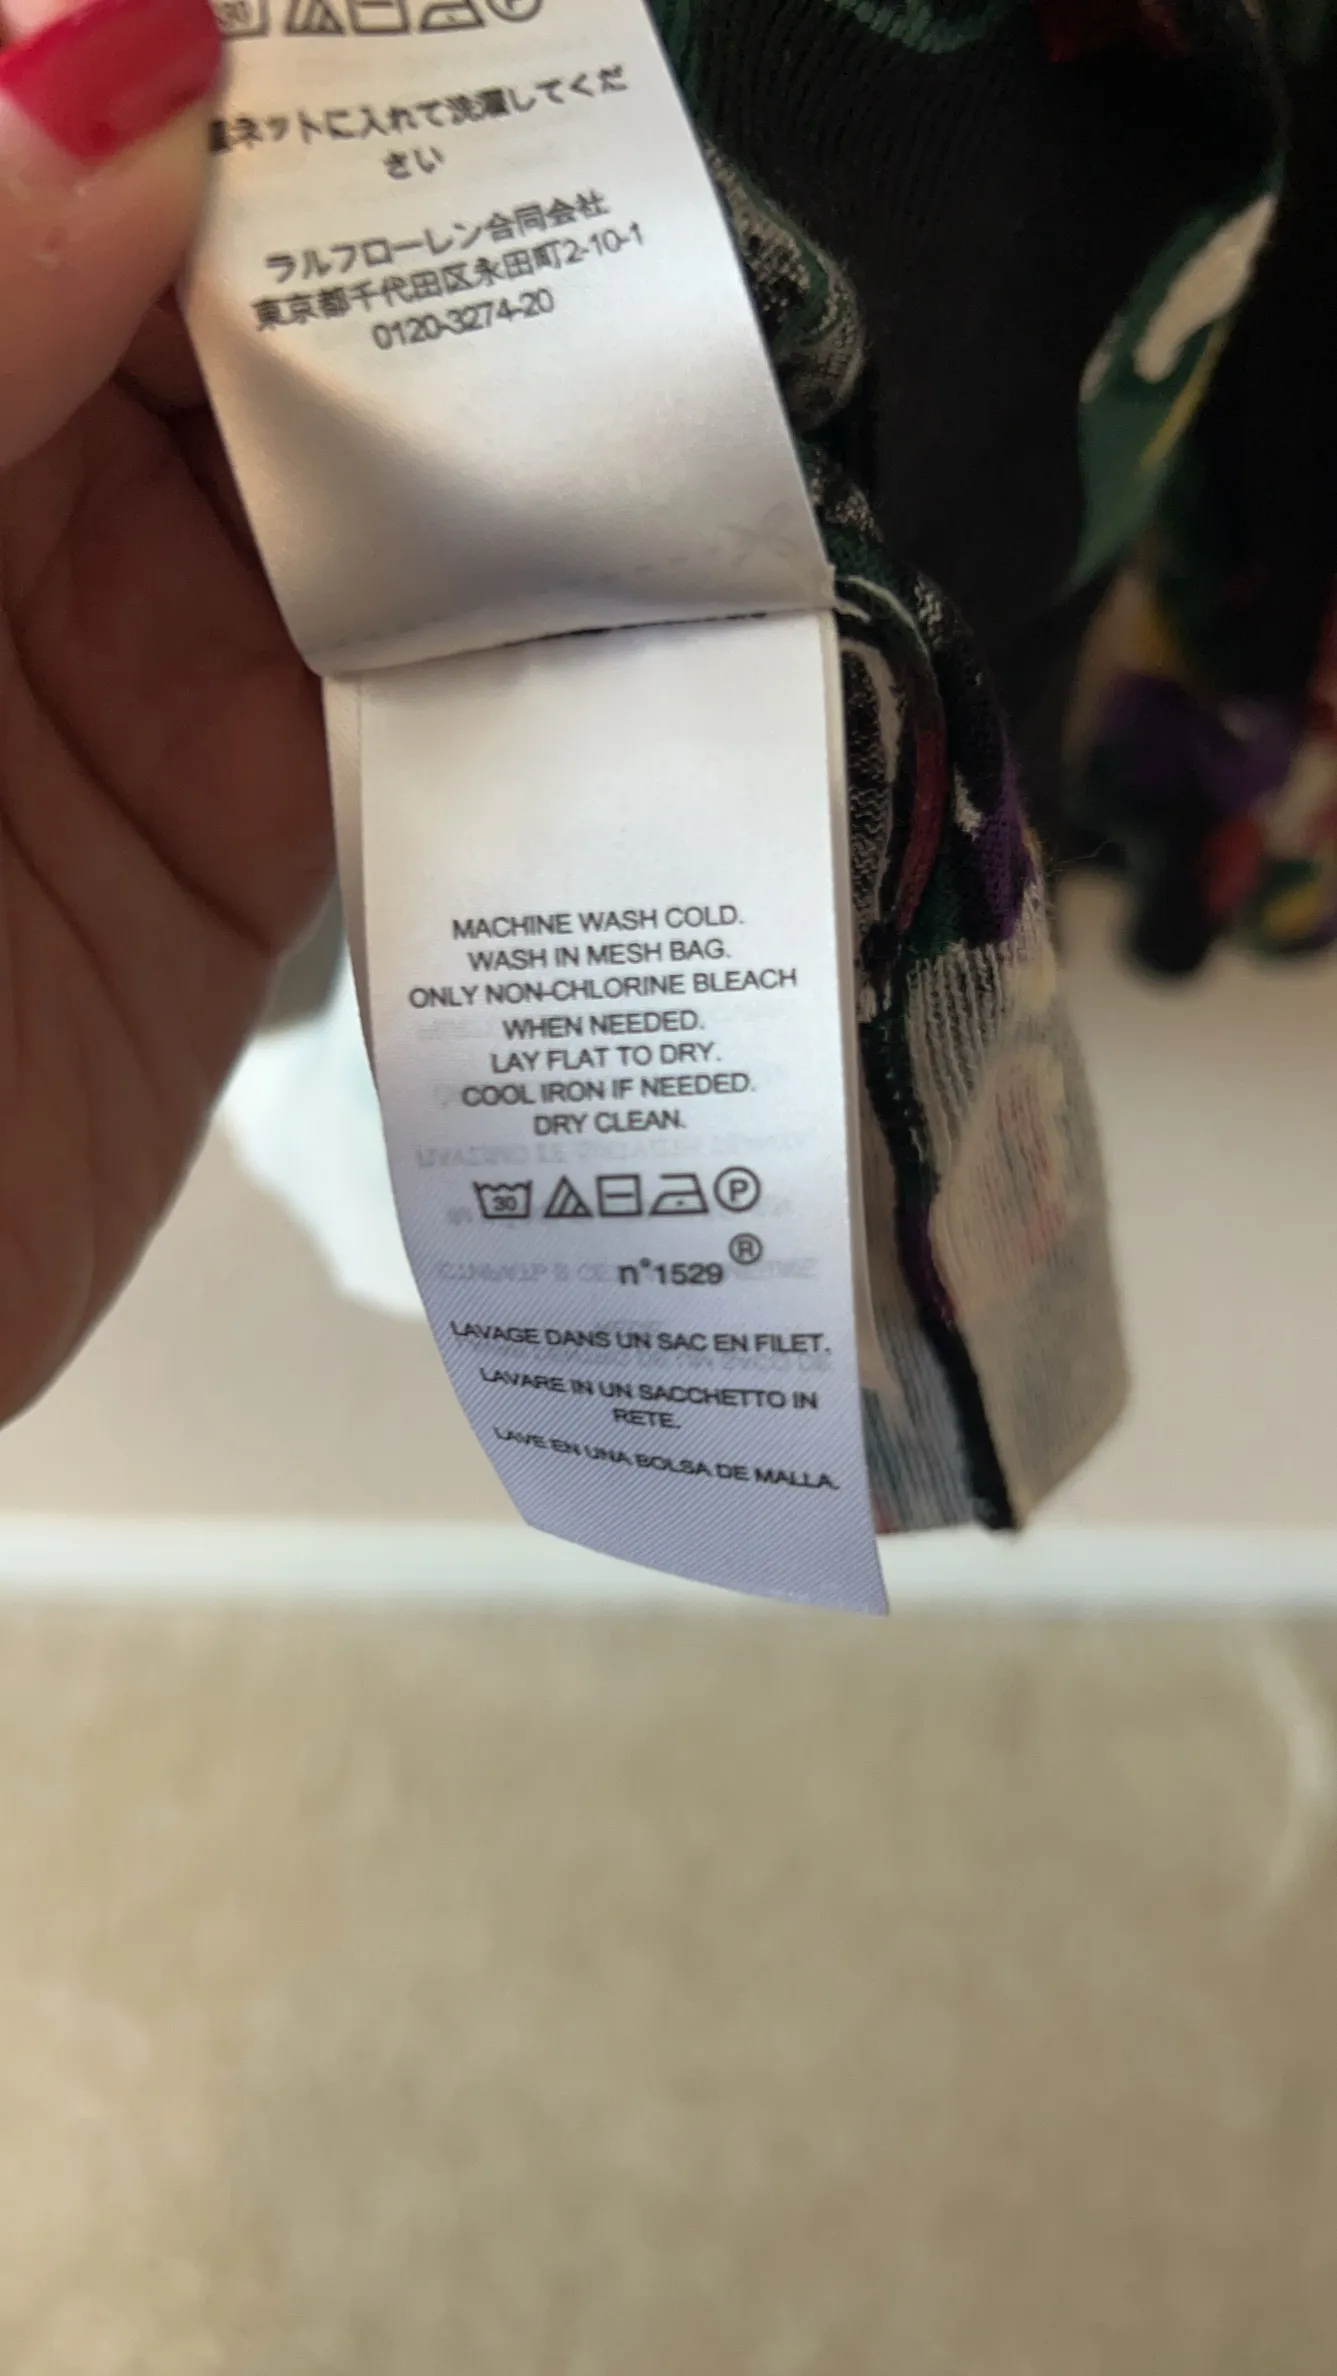 ネットに入れて洗濯してくだ
さい
ラルフローレン合同会社
東京都千代田区永田町2-10-1
0120-3274-20
MACHINE WASH COLD.
WASH IN MESH BAG.
ONLY NON-CHLORINE BLEACH
WHEN NEEDED.
LAY FLAT TO DRY.
COOL IRON IF NEEDED.
DRY CLEAN.
30 P
n°1529 ®
LAVAGE DANS UN SAC EN FILET.
LAVARE IN UN SACCHETTO IN
RETE.
LAVE EN UNA BOLSA DE MALLA.